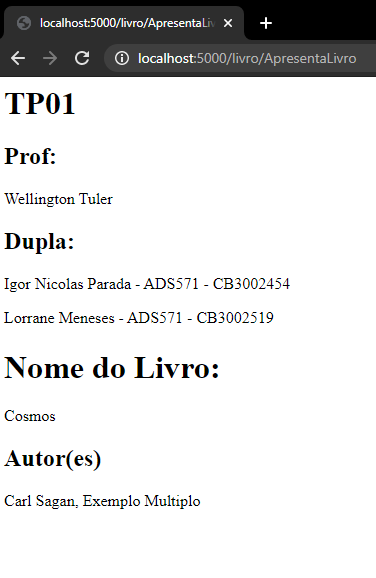 localhost:5000/livro/ApresentaLi
localhost:5000/livro/ApresentaLivro
TP01
Prof:
Wellington Tuler
Dupla:
Igor Nicolas Parada - ADS571 - CB3002454
Lorrane Meneses - ADS571 - CB3002519
Nome do Livro:
Cosmos
Autor(es)
Carl Sagan, Exemplo Multiplo